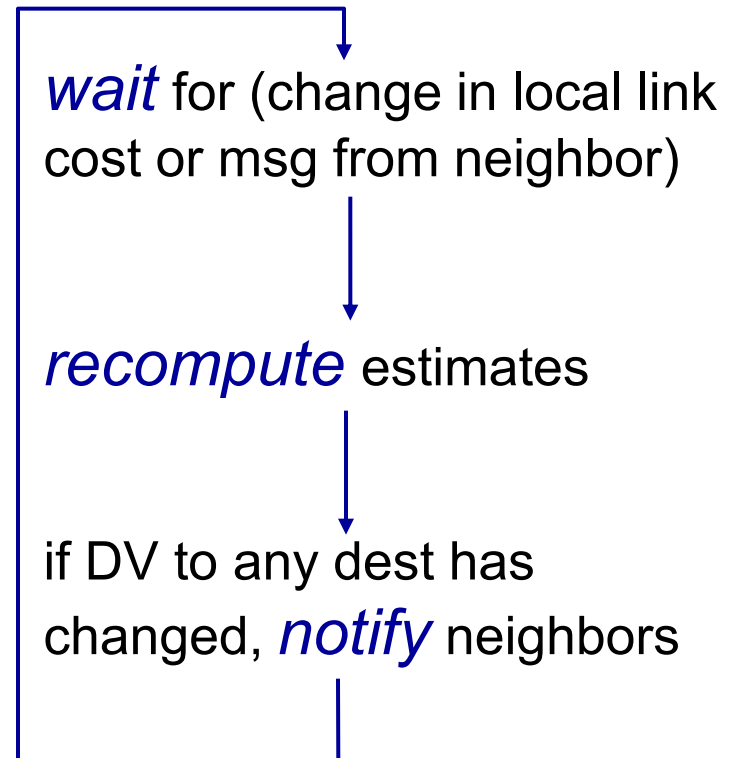 wait for (change in local link
cost or msg from neighbor)
recompute estimates
if DV to any dest has
changed, notify neighbors